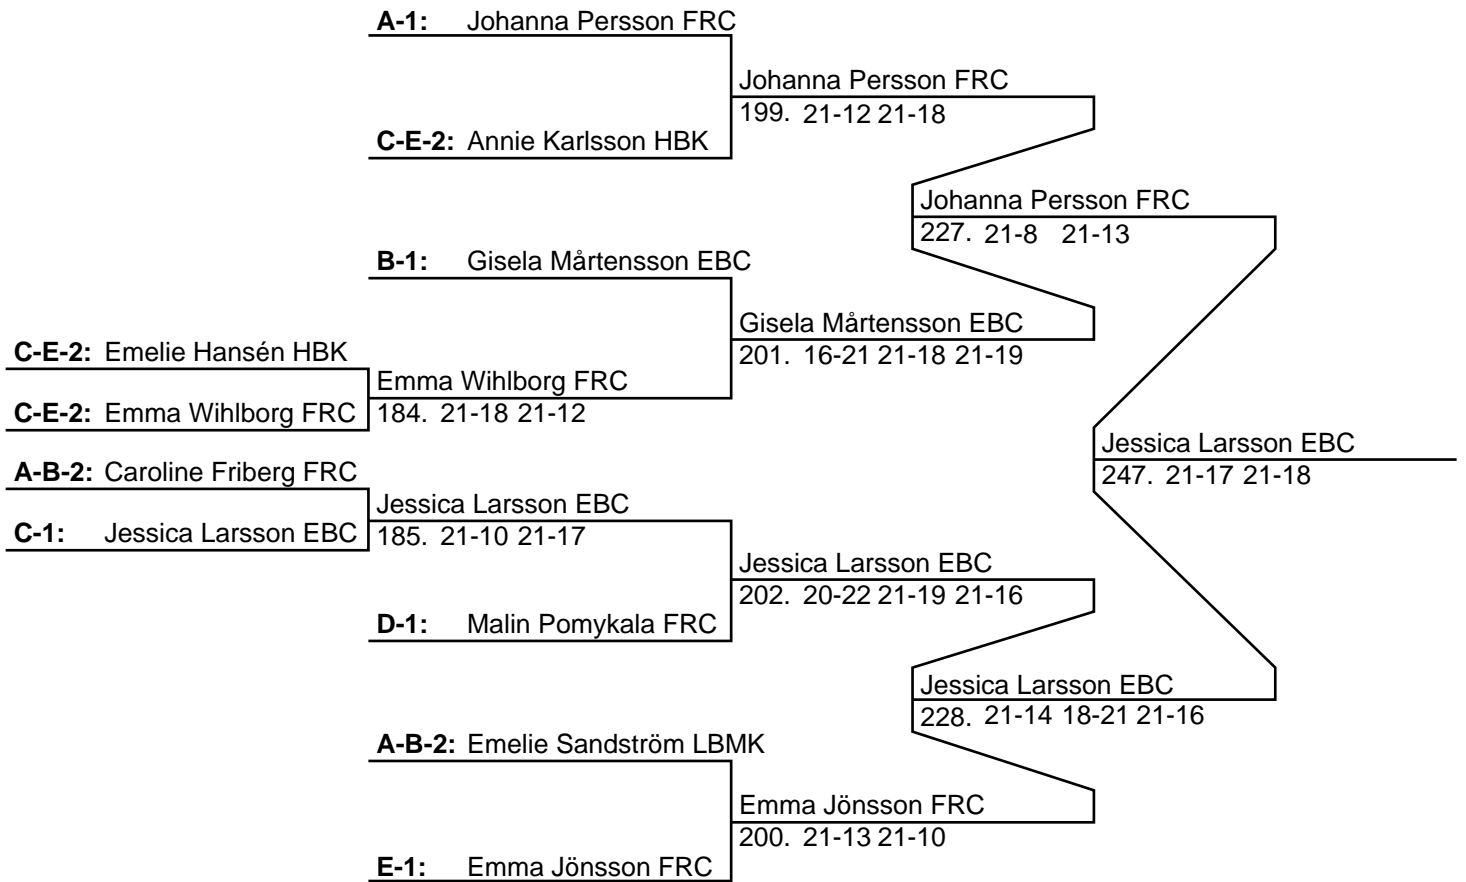 A-1: Johanna Persson FRC
Johanna Persson FRC
199. 21-12 21-18
C-E-2: Annie Karlsson HBK
Johanna Persson FRC
227. 21-8 21-13
B-1: Gisela Mårtensson EBC
Gisela Mårtensson EBC
201. 16-21 21-18 21-19
C-E-2: Emelie Hansén HBK
Emma Wihlborg FRC
184. 21-18 21-12
C-E-2: Emma Wihlborg FRC
Jessica Larsson EBC
247. 21-17 21-18
A-B-2: Caroline Friberg FRC
Jessica Larsson EBC
185. 21-10 21-17
C-1: Jessica Larsson EBC
Jessica Larsson EBC
202. 20-22 21-19 21-16
D-1: Malin Pomykala FRC
Jessica Larsson EBC
228. 21-14 18-21 21-16
A-B-2: Emelie Sandström LBMK
Emma Jönsson FRC
200. 21-13 21-10
E-1: Emma Jönsson FRC